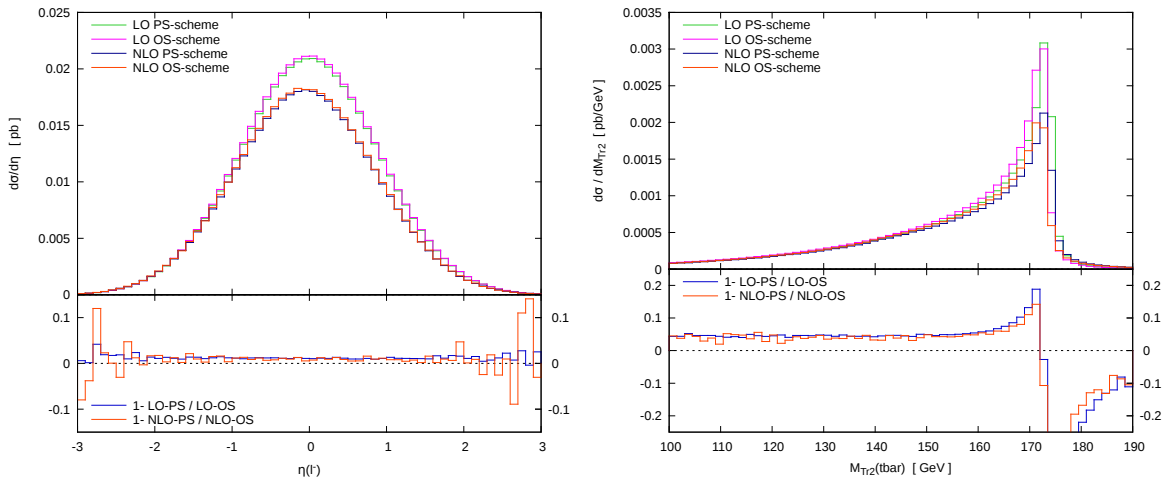 LO PS-scheme
LO OS-scheme
NLO PS-scheme
NLO OS-scheme
dσ/dη [ pb]
0.025
0.02
0.015
0.01
0.005
0
0.1
0
-0.1
0.1
0
-0.1
1- LO-PS / LO-OS
1- NLO-PS / NLO-OS
-3 -2 -1 0 1 2 3
η(l⁻)
LO PS-scheme
LO OS-scheme
NLO PS-scheme
NLO OS-scheme
dσ / dM_Tr2 [ pb/GeV]
0.0035
0.003
0.0025
0.002
0.0015
0.001
0.0005
0
1- LO-PS / LO-OS
1- NLO-PS / NLO-OS
0.2
0.1
0
-0.1
-0.2
0.2
0.1
0
-0.1
-0.2
100 110 120 130 140 150 160 170 180 190
M_Tr2(tbar) [ GeV]